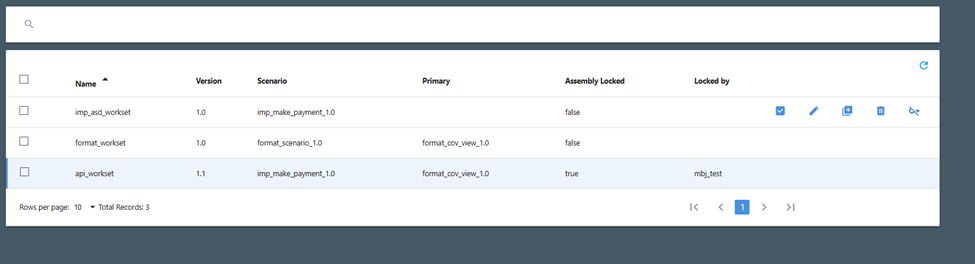 Name Version Scenario Primary Assembly Locked Locked by
imp_asd_workset 1.0 imp_make_payment_1.0 false
format_workset 1.0 format_scenario_1.0 format_cov_view_1.0 false
api_workset 1.1 imp_make_payment_1.0 format_cov_view_1.0 true mbj_test
Rows per page: 10 Total Records: 3 1